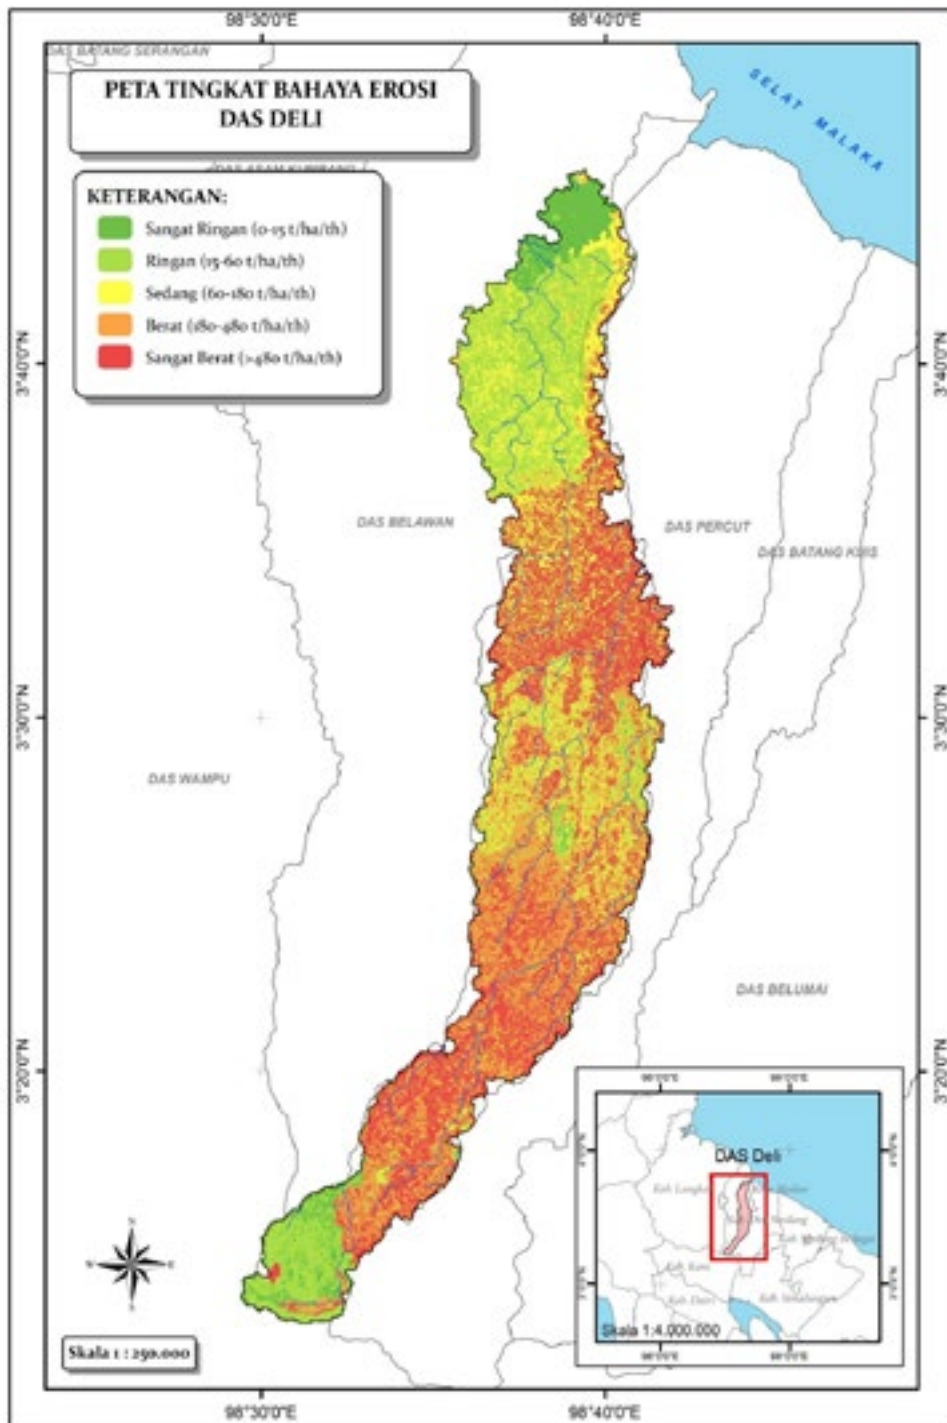 98°30'0"E 98°40'0"E
DAS BATANG SERANGAN
PETA TINGKAT BAHAYA EROSI
DAS DELI
SELAT MALAKA
KETERANGAN:
Sangat Ringan (0-15 t/ha/th)
Ringan (15-60 t/ha/th)
Sedang (60-180 t/ha/th)
Berat (180-480 t/ha/th)
Sangat Berat (>480 t/ha/th)
3°40'0"N 3°40'0"N
DAS BELAWAN
DAS PERCUT
DAS BATANG KUIS
3°30'0"N 3°30'0"N
DAS WAMPU
DAS BELUMAI
3°20'0"N 3°20'0"N
DAS Deli
N
W E
S
Skala 1 : 250.000
Skala 1:4.000.000
98°30'0"E 98°40'0"E